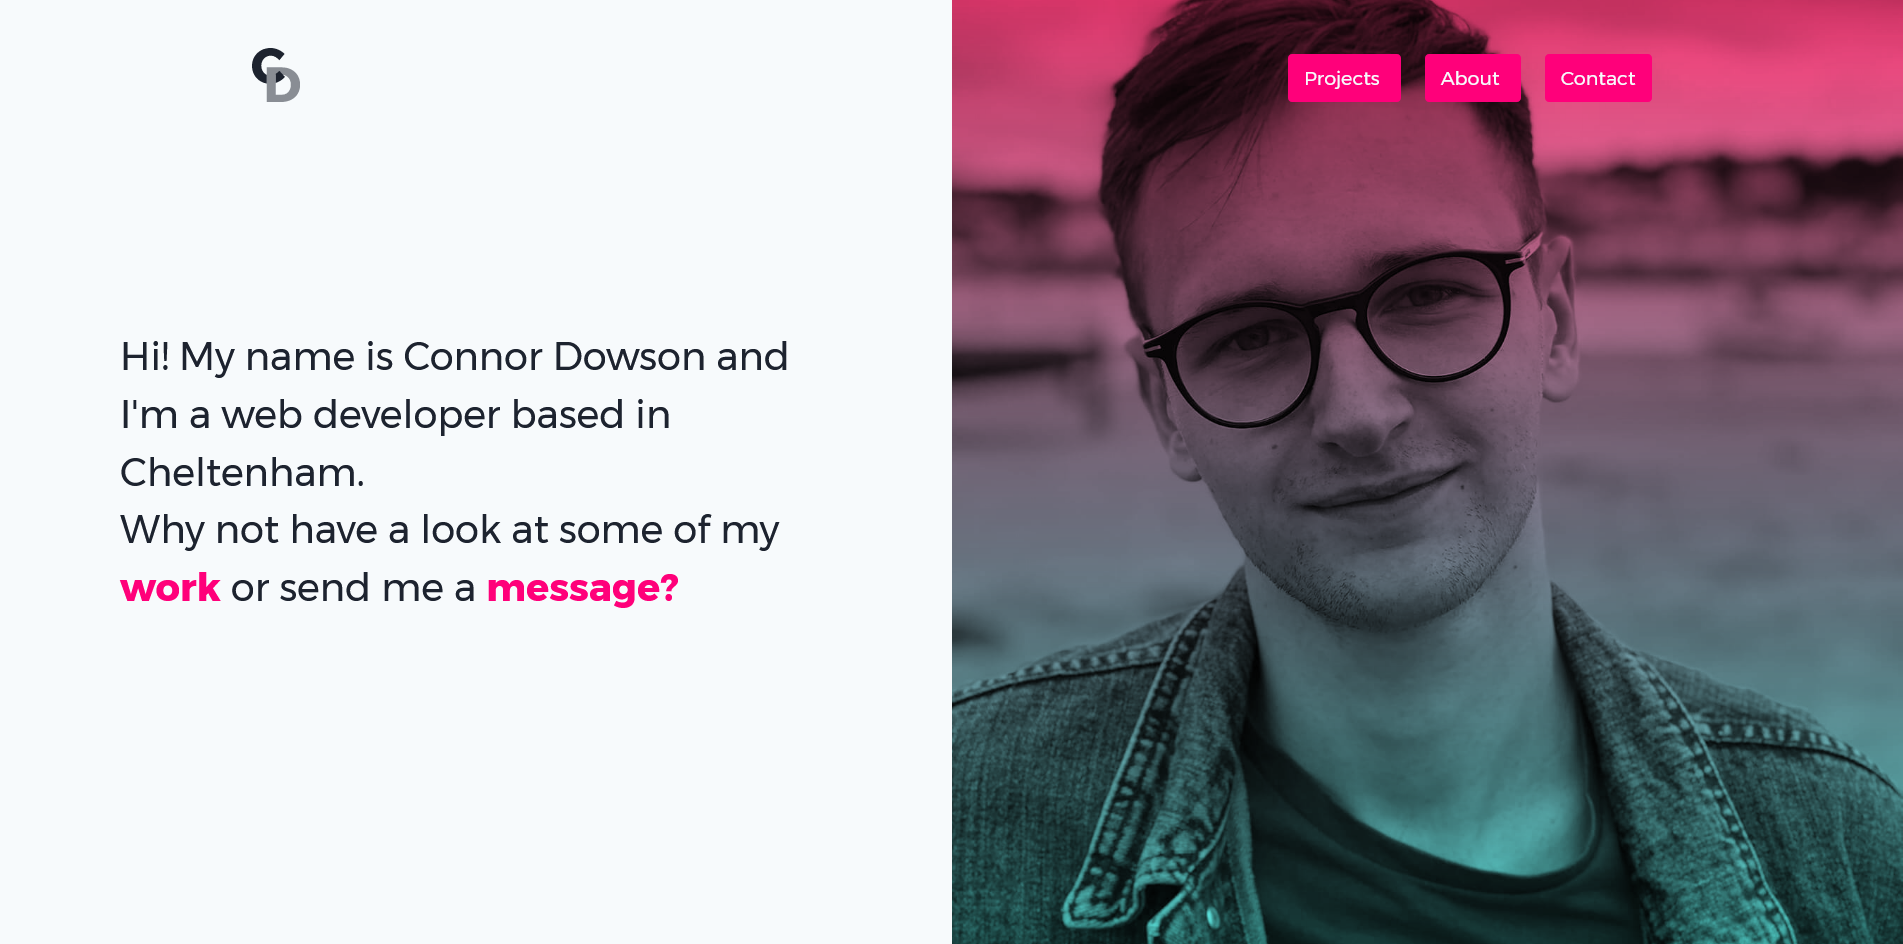 CD
Projects About Contact
Hi! My name is Connor Dowson and
I'm a web developer based in
Cheltenham.
Why not have a look at some of my
work or send me a message?